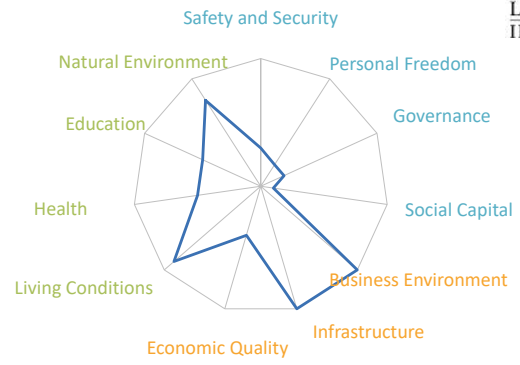 Safety and Security
Natural Environment
Personal Freedom
Education
Governance
Health
Social Capital
Living Conditions
Business Environment
Economic Quality
Infrastructure